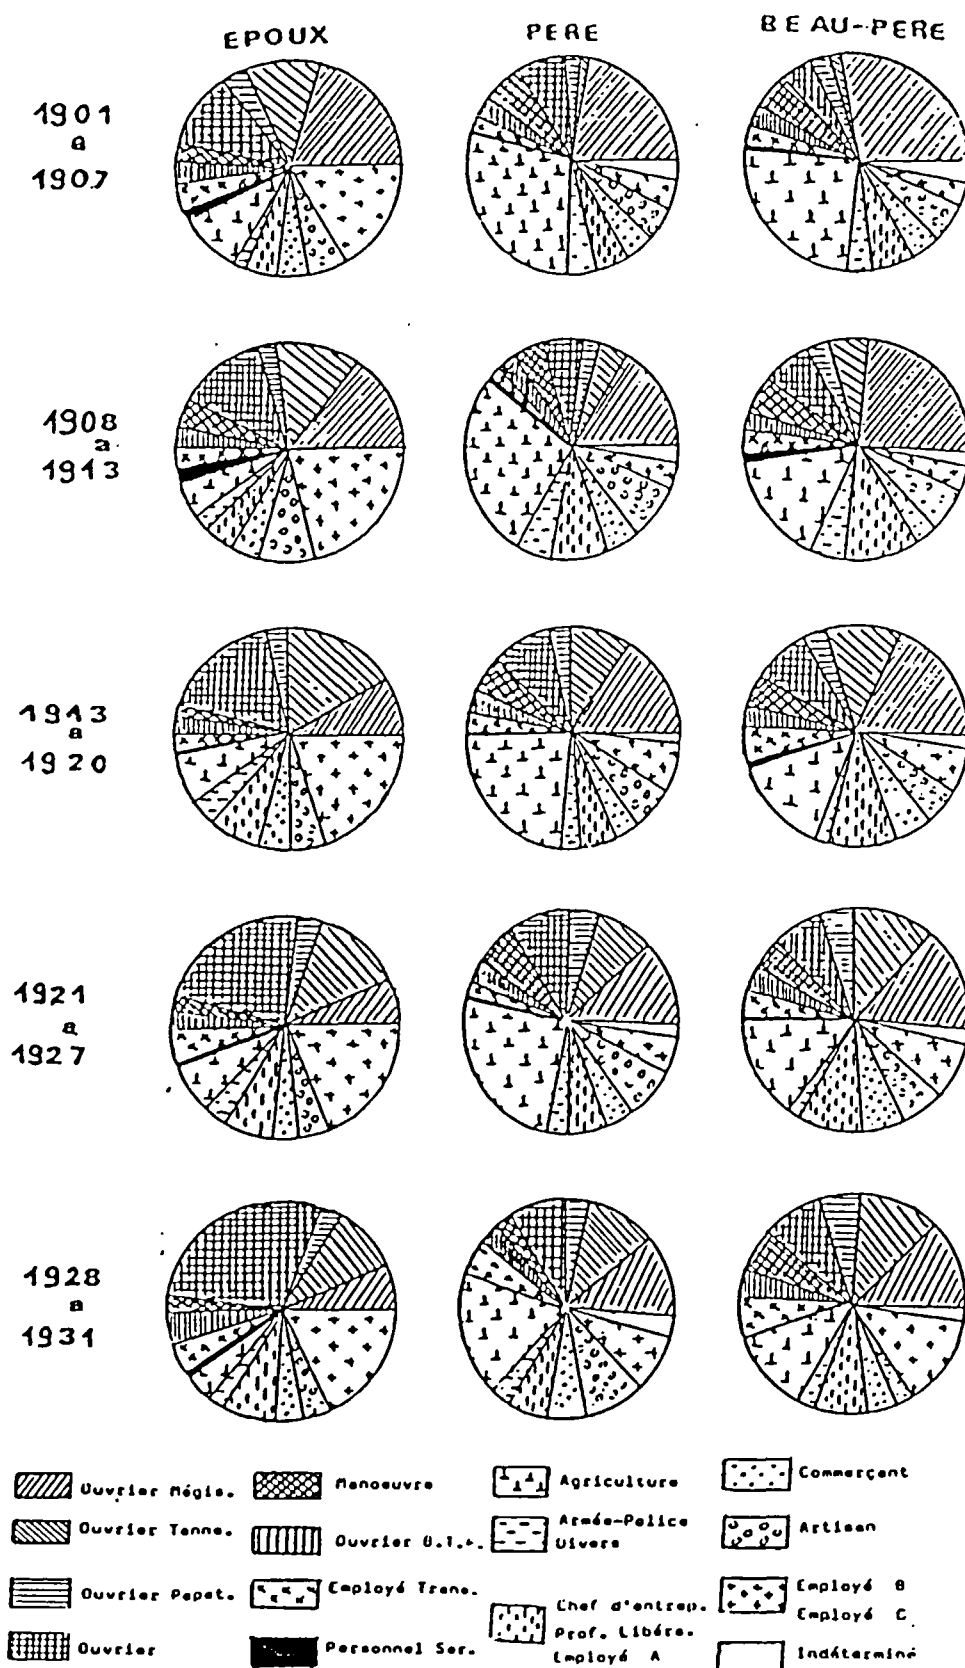 EPOUX PERE BEAU-PERE
1901
a
1907
1908
a
1913
1913
a
1920
1921
a
1927
1928
a
1931
Ouvrier Mégis.
Ouvrier Tanne.
Ouvrier Papet.
Ouvrier
Manoeuvre
Ouvrier B.T.P.
Employé Tran.
Personnel Ser.
Agriculture
Armée-Police
Divers
Chef d'entrep.
Prof. Libéra.
Employé A
Commerçant
Artisan
Employé B
Employé C
Indéterminé